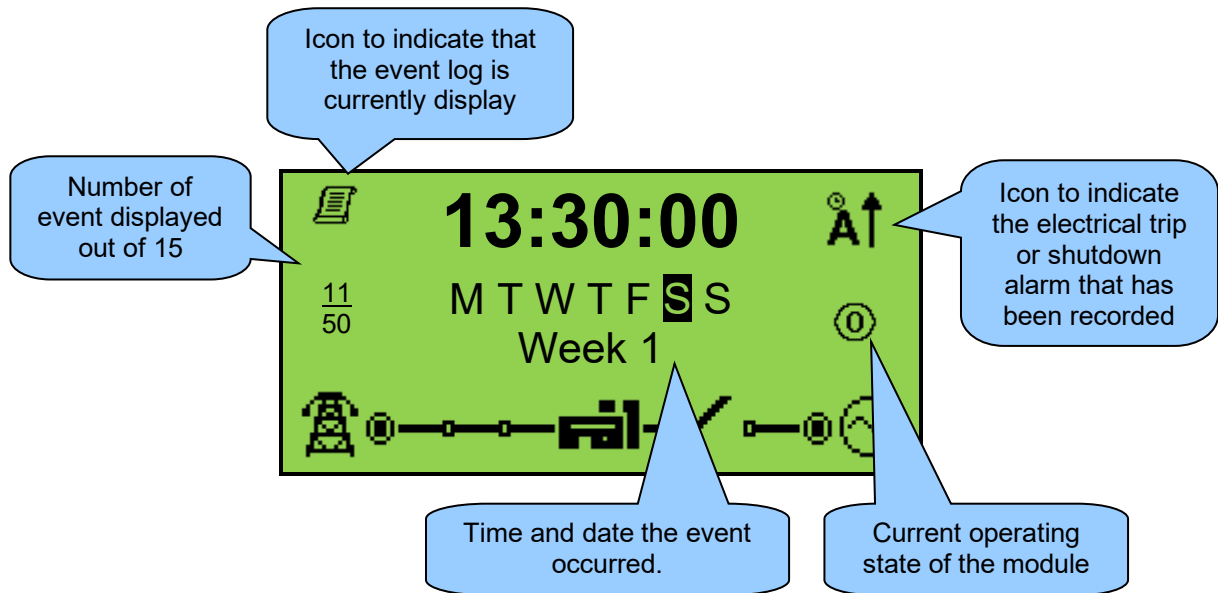 Icon to indicate that
the event log is
currently display
Number of
event displayed
out of 15
13:30:00
A
Icon to indicate
the electrical trip
or shutdown
alarm that has
been recorded
11
50
M T W T F S S
Week 1
0
Time and date the event
occurred.
Current operating
state of the module